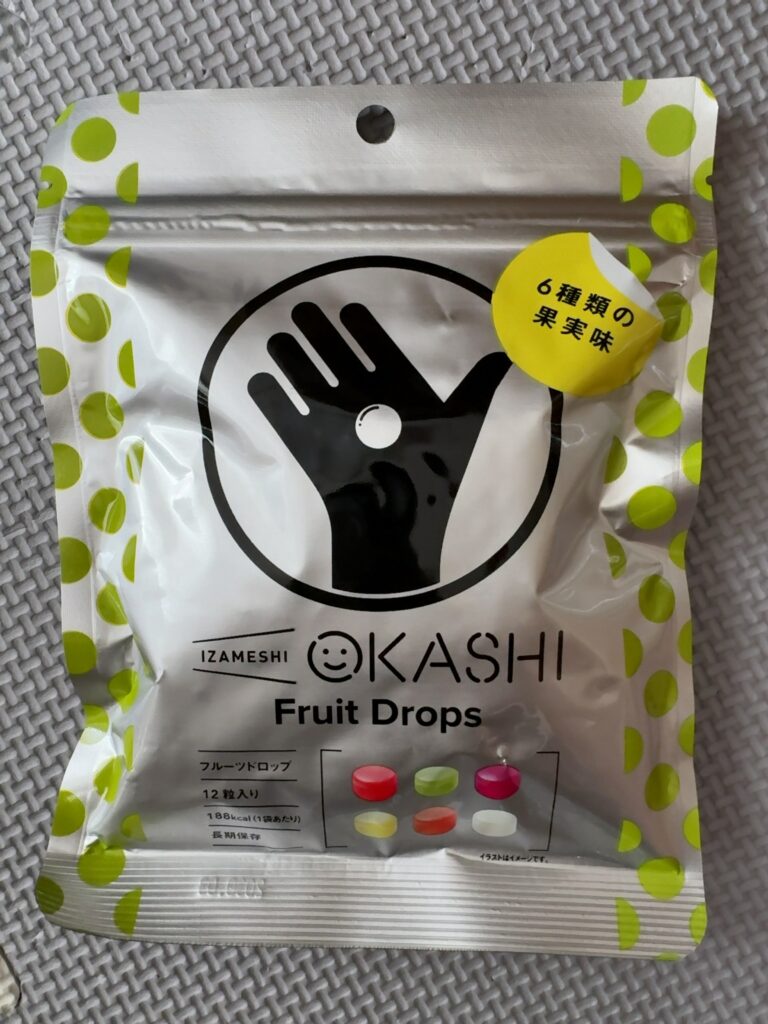 6種類の
果実味
IZAMESHI OKASHI
Fruit Drops
フルーツドロップ
12粒入り
188kcal(1袋あたり)
長期保存
イラストはイメージです。